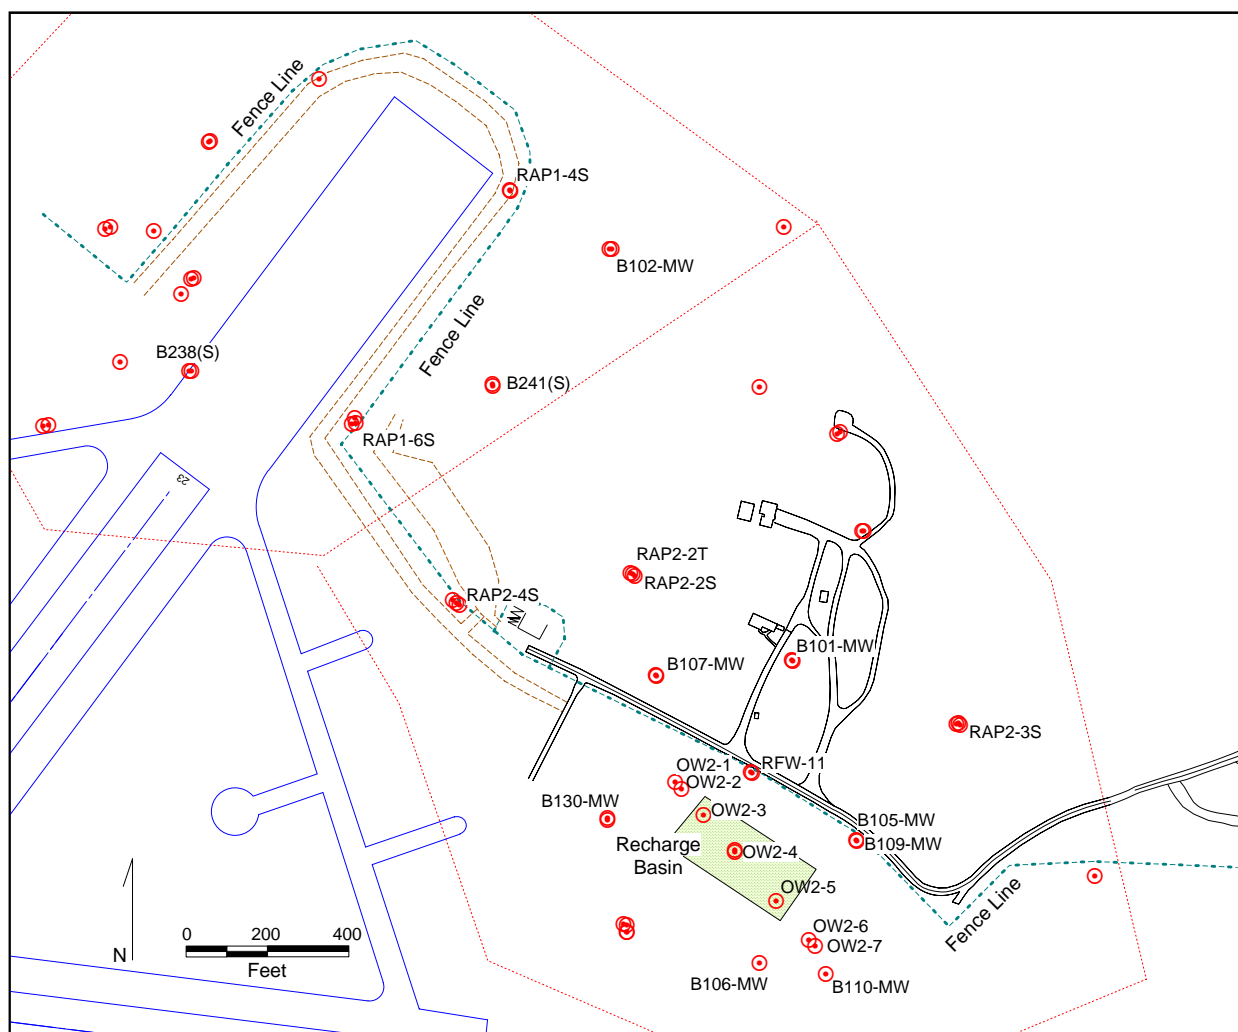 Fence Line
RAP1-4S
B102-MW
Fence Line
B238(S)
B241(S)
RAP1-6S
23
RAP2-2T
RAP2-2S
RAP2-4S
B101-MW
B107-MW
RAP2-3S
OW2-1
RFW-11
OW2-2
B130-MW
OW2-3
B105-MW
Recharge
Basin
OW2-4
B109-MW
OW2-5
Fence Line
OW2-6
OW2-7
B106-MW
B110-MW
0 200 400
Feet
N